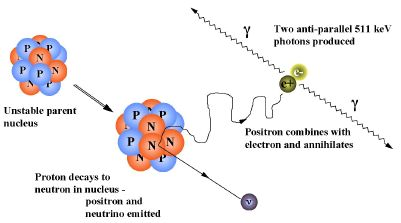 γ
Two anti-parallel 511 keV
photons produced
P
N
P
N
P
P
N
e-
e+
Unstable parent
nucleus
γ
P
N
P
N
N
P
N
N
P
Positron combines with
electron and annihilates
Proton decays to
neutron in nucleus -
positron and
neutrino emitted
ν